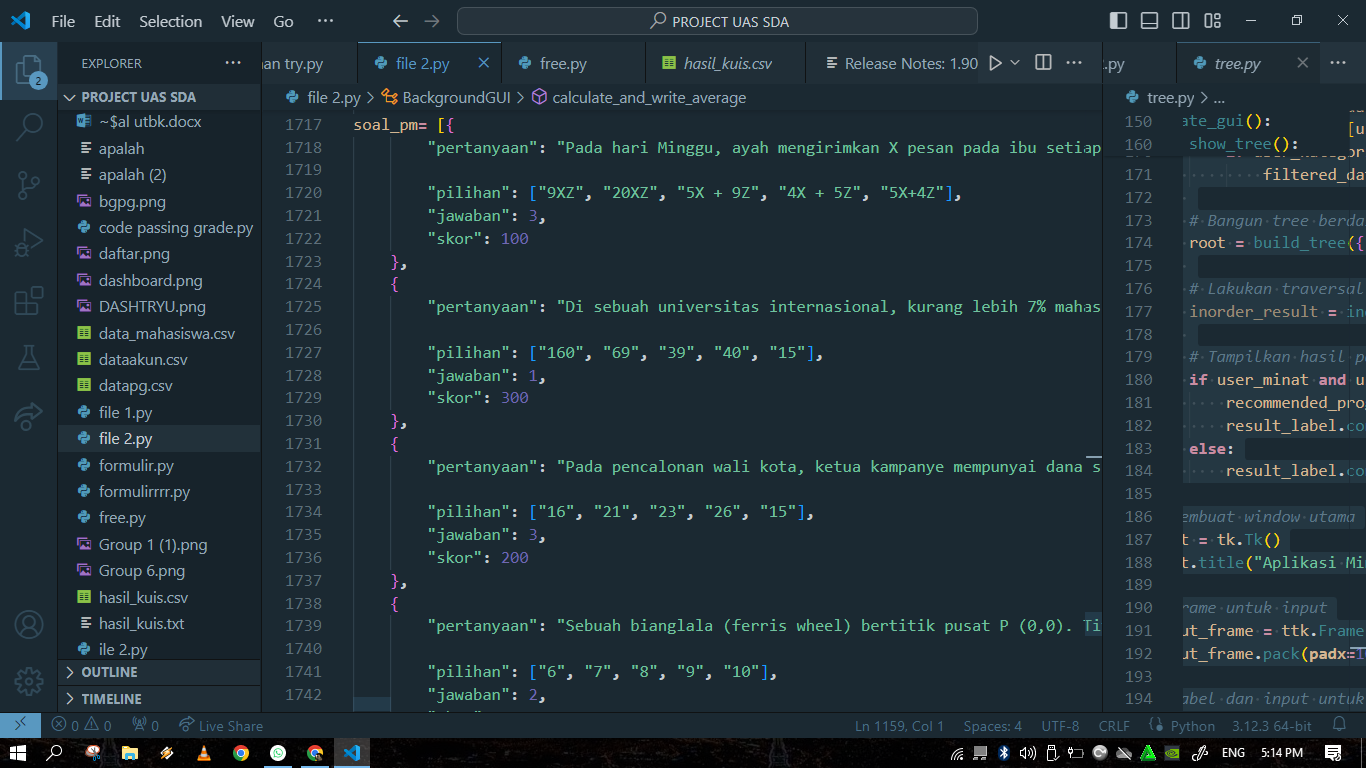 File Edit Selection View Go ··· PROJECT UAS SDA
EXPLORER ···
PROJECT UAS SDA
~$al utbk.docx
apalah
apalah (2)
bgpg.png
code passing grade.py
daftar.png
dashboard.png
DASHTRYU.png
data_mahasiswa.csv
dataakun.csv
datapg.csv
file 1.py
file 2.py
formulir.py
formulirrrr.py
free.py
Group 1 (1).png
Group 6.png
hasil_kuis.csv
hasil_kuis.txt
ile 2.py
OUTLINE
TIMELINE
2
an try.py file 2.py free.py hasil_kuis.csv Release Notes: 1.90 ···
file 2.py > BackgroundGUI > calculate_and_write_average
1717 soal_pm= [{
1718 "pertanyaan": "Pada hari Minggu, ayah mengirimkan X pesan pada ibu setiap
1719
1720 "pilihan": ["9XZ", "20XZ", "5X + 9Z", "4X + 5Z", "5X+4Z"],
1721 "jawaban": 3,
1722 "skor": 100
1723 },
1724 {
1725 "pertanyaan": "Di sebuah universitas internasional, kurang lebih 7% mahas
1726
1727 "pilihan": ["160", "69", "39", "40", "15"],
1728 "jawaban": 1,
1729 "skor": 300
1730 },
1731 {
1732 "pertanyaan": "Pada pencalonan wali kota, ketua kampanye mempunyai dana s
1733
1734 "pilihan": ["16", "21", "23", "26", "15"],
1735 "jawaban": 3,
1736 "skor": 200
1737 },
1738 {
1739 "pertanyaan": "Sebuah bianglala (ferris wheel) bertitik pusat P (0,0). Ti
1740
1741 "pilihan": ["6", "7", "8", "9", "10"],
1742 "jawaban": 2,
2.py tree.py ···
tree.py > ...
150 ate_gui():
160 show_tree():
171 filtered_da
172
173 # Bangun tree berda
174 root = build_tree({
175
176 # Lakukan traversal
177 inorder_result = in
178
179 # Tampilkan hasil p
180 if user_minat and u
181 recommended_pro
182 result_label.co
183 else:
184 result_label.co
185
186 embuat window utama
187 t = tk.Tk()
188 t.title("Aplikasi Mi
189
190 rame untuk input
191 ut_frame = ttk.Frame
192 ut_frame.pack(padx=1
193
194 abel dan input untuk
0 0 0 Live Share Ln 1159, Col 1 Spaces: 4 UTF-8 CRLF Python 3.12.3 64-bit
ENG 5:14 PM